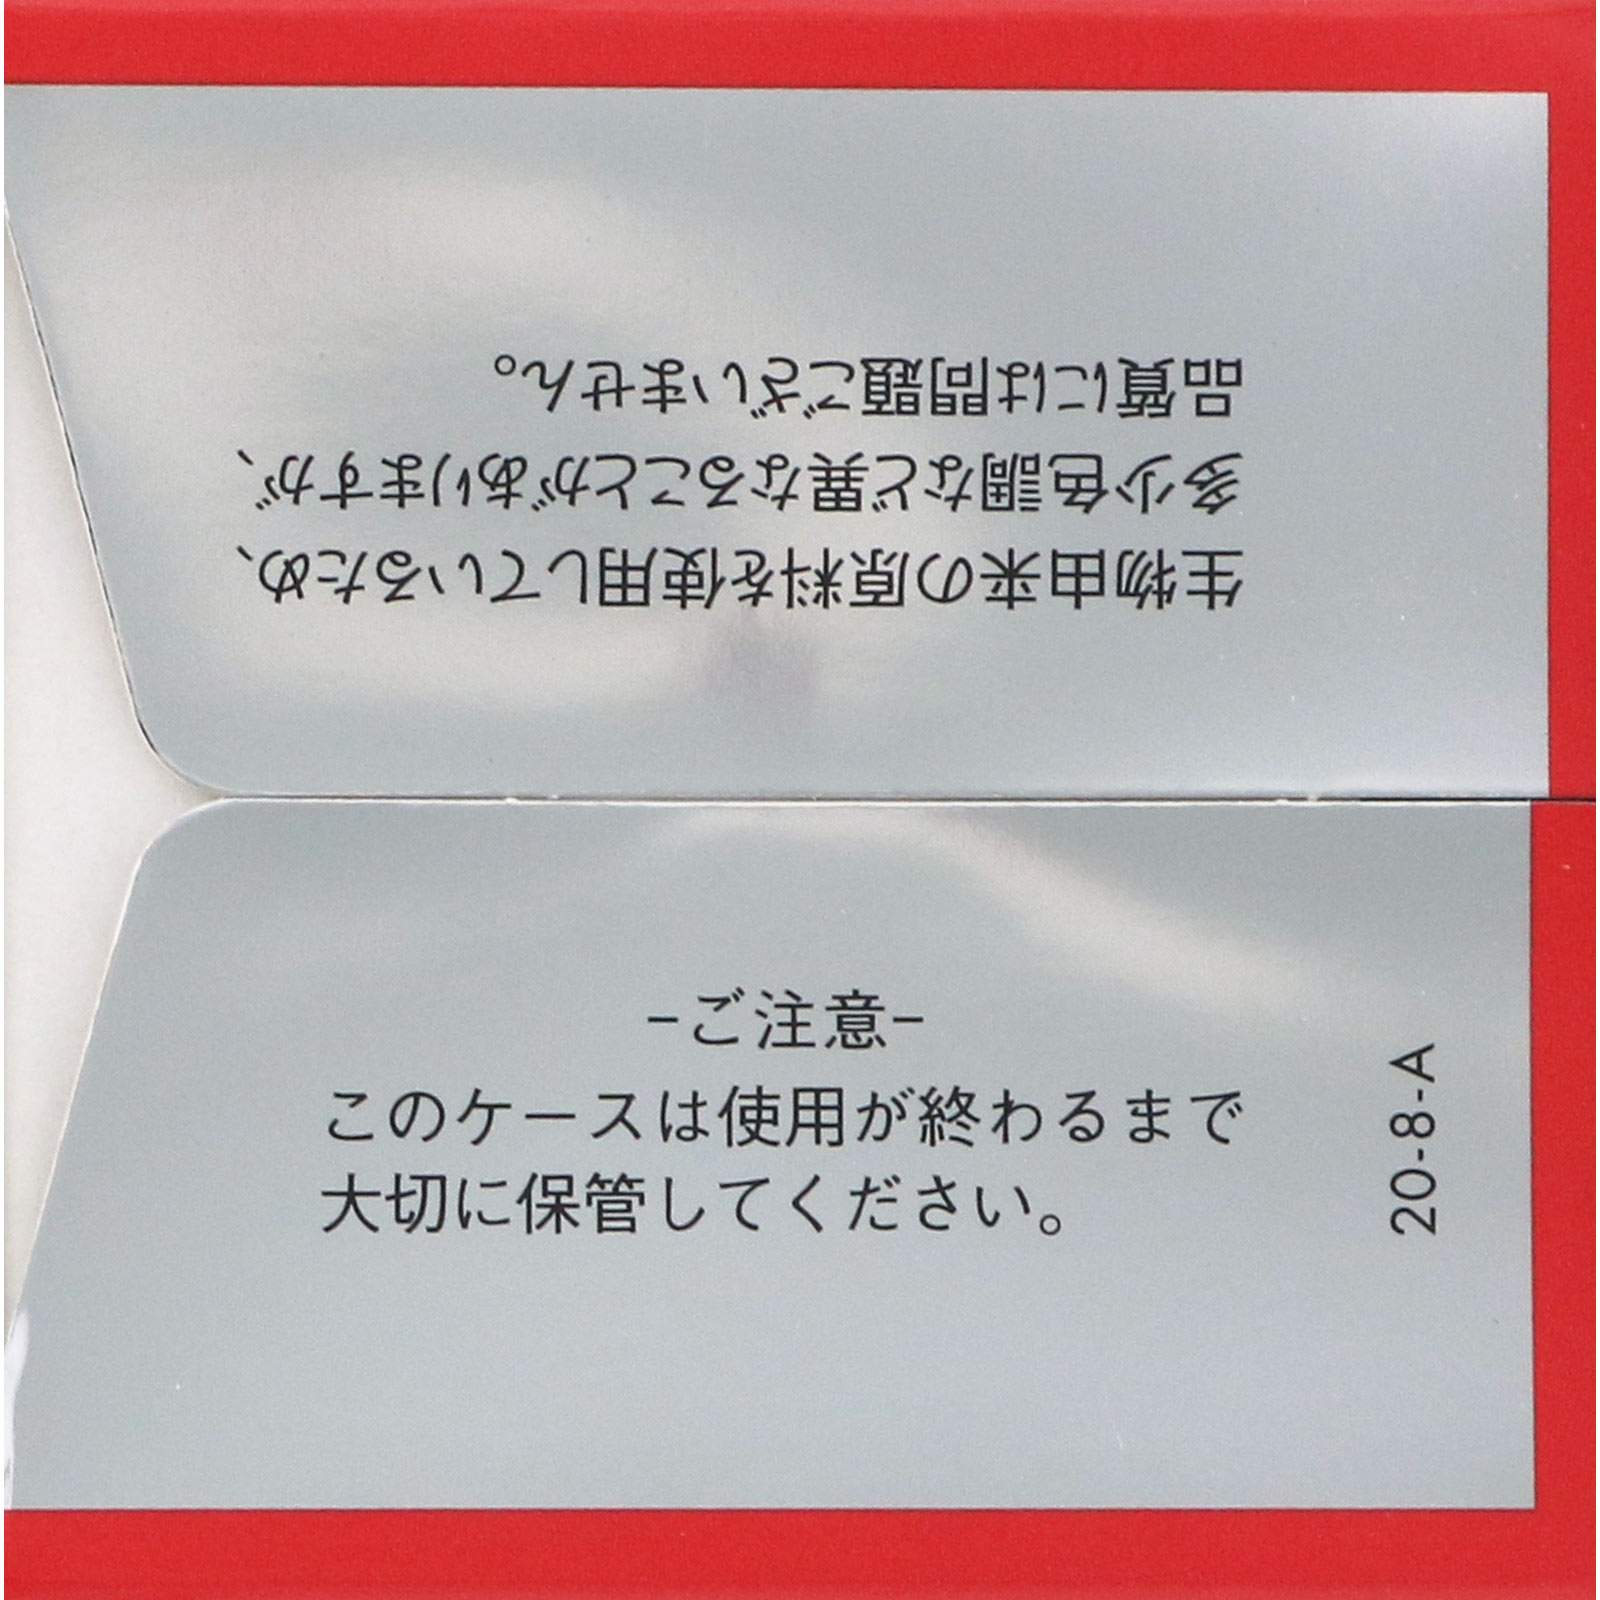 生物由来の原料を使用しているため、
多少色調など異なることがありますが、
品質には問題ございません。
-ご注意-
このケースは使用が終わるまで
大切に保管してください。
20-8-A